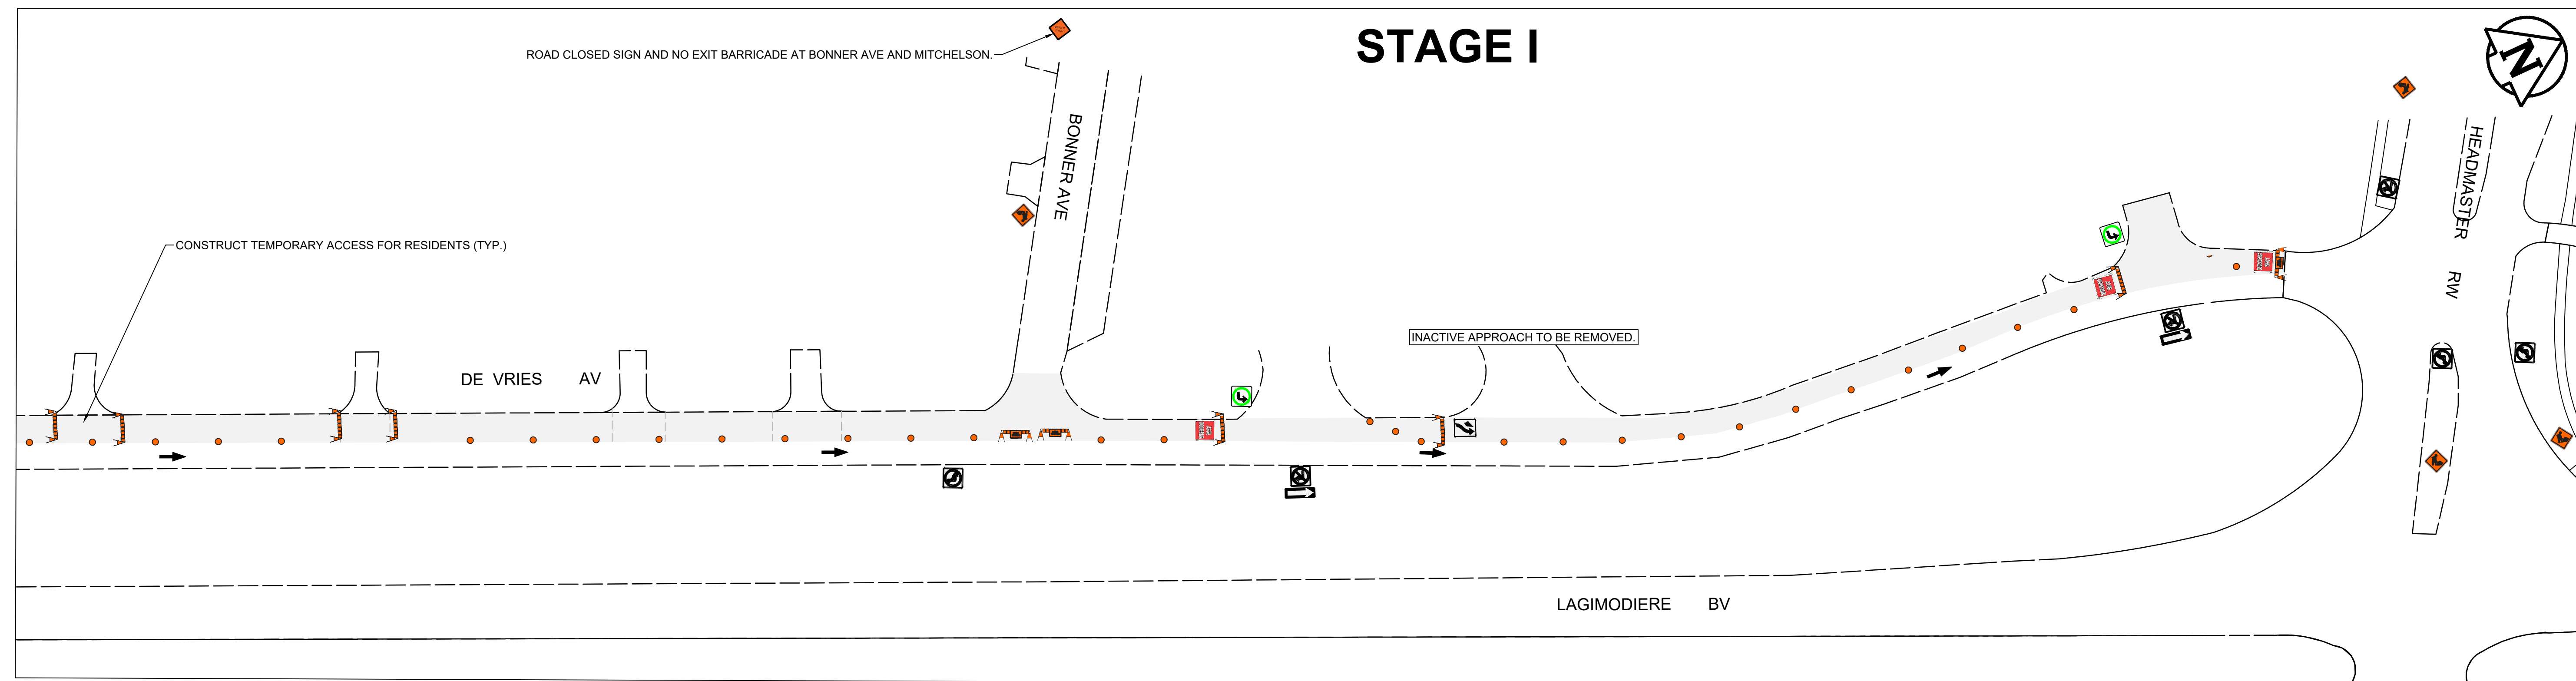 STAGE I
ROAD CLOSED SIGN AND NO EXIT BARRICADE AT BONNER AVE AND MITCHELSON.
N
BONNER AVE
HEADMASTER RW
CONSTRUCT TEMPORARY ACCESS FOR RESIDENTS (TYP.)
INACTIVE APPROACH TO BE REMOVED.
DE VRIES AV
LAGIMODIERE BV